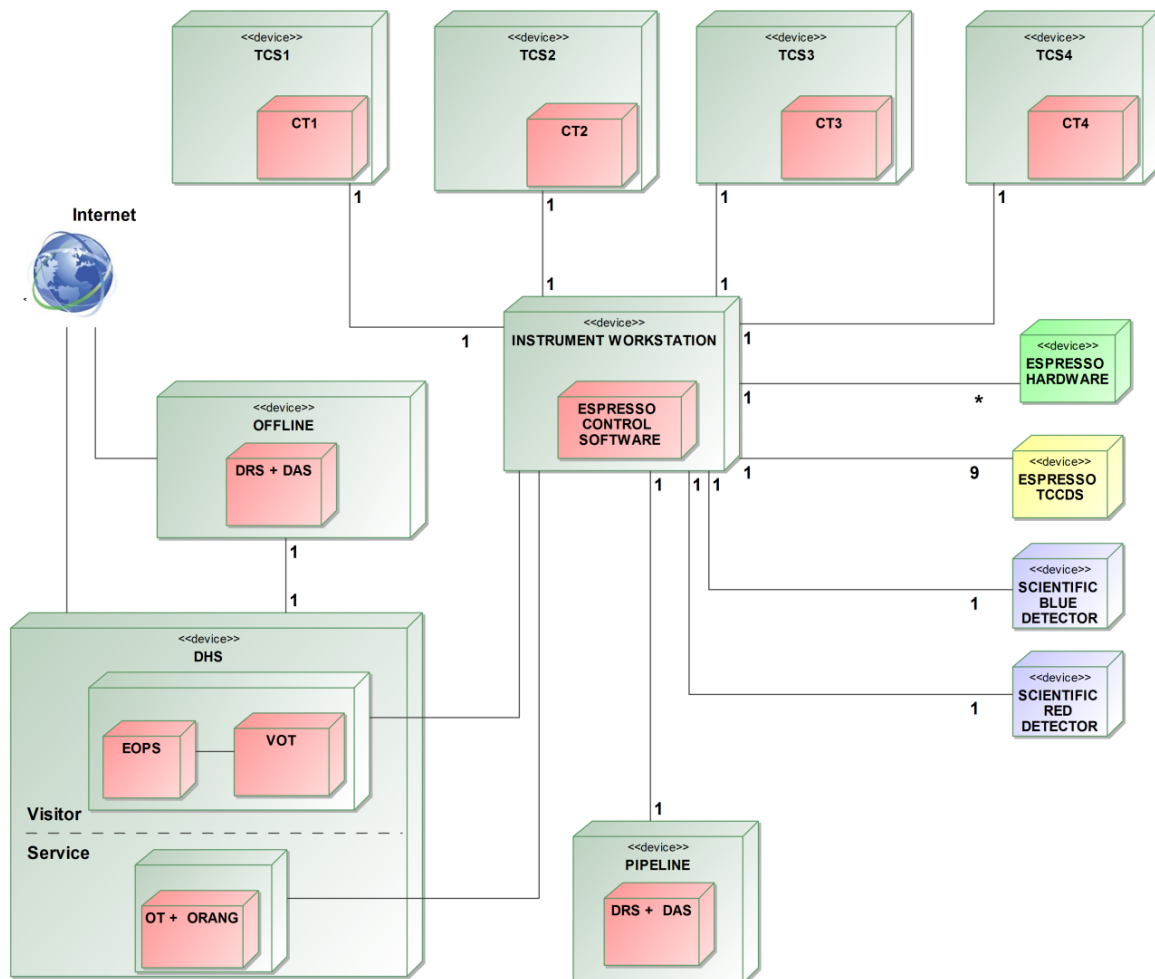 <<device>>
TCS1
CT1
<<device>>
TCS2
CT2
<<device>>
TCS3
CT3
<<device>>
TCS4
CT4
1
1
1
1
Internet
1
1
1
1
<<device>>
INSTRUMENT WORKSTATION
ESPRESSO
CONTROL
SOFTWARE
<<device>>
ESPRESSO
HARDWARE
1
*
<<device>>
OFFLINE
DRS + DAS
<<device>>
ESPRESSO
TCCDS
1
9
1
1
1
1
1
<<device>>
SCIENTIFIC
BLUE
DETECTOR
1
<<device>>
SCIENTIFIC
RED
DETECTOR
1
<<device>>
DHS
EOPS
VOT
Visitor
Service
OT + ORANG
1
<<device>>
PIPELINE
DRS + DAS